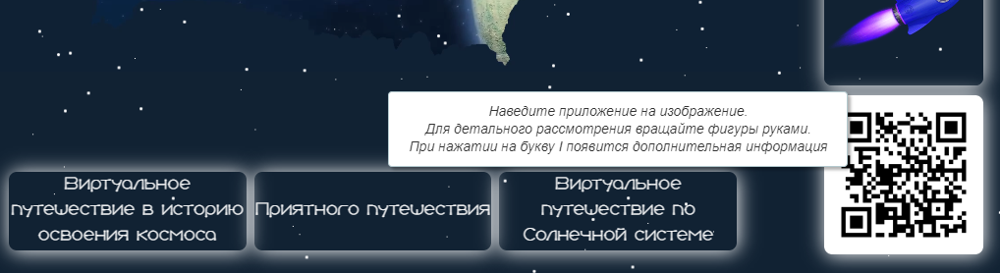 Наведите приложение на изображение.
Для детального рассмотрения вращайте фигуры руками.
При нажатии на букву I появится дополнительная информация
Виртуальное
путешествие в историю
освоения космоса
Приятного путешествия
Виртуальное
путешествие по
Солнечной системе